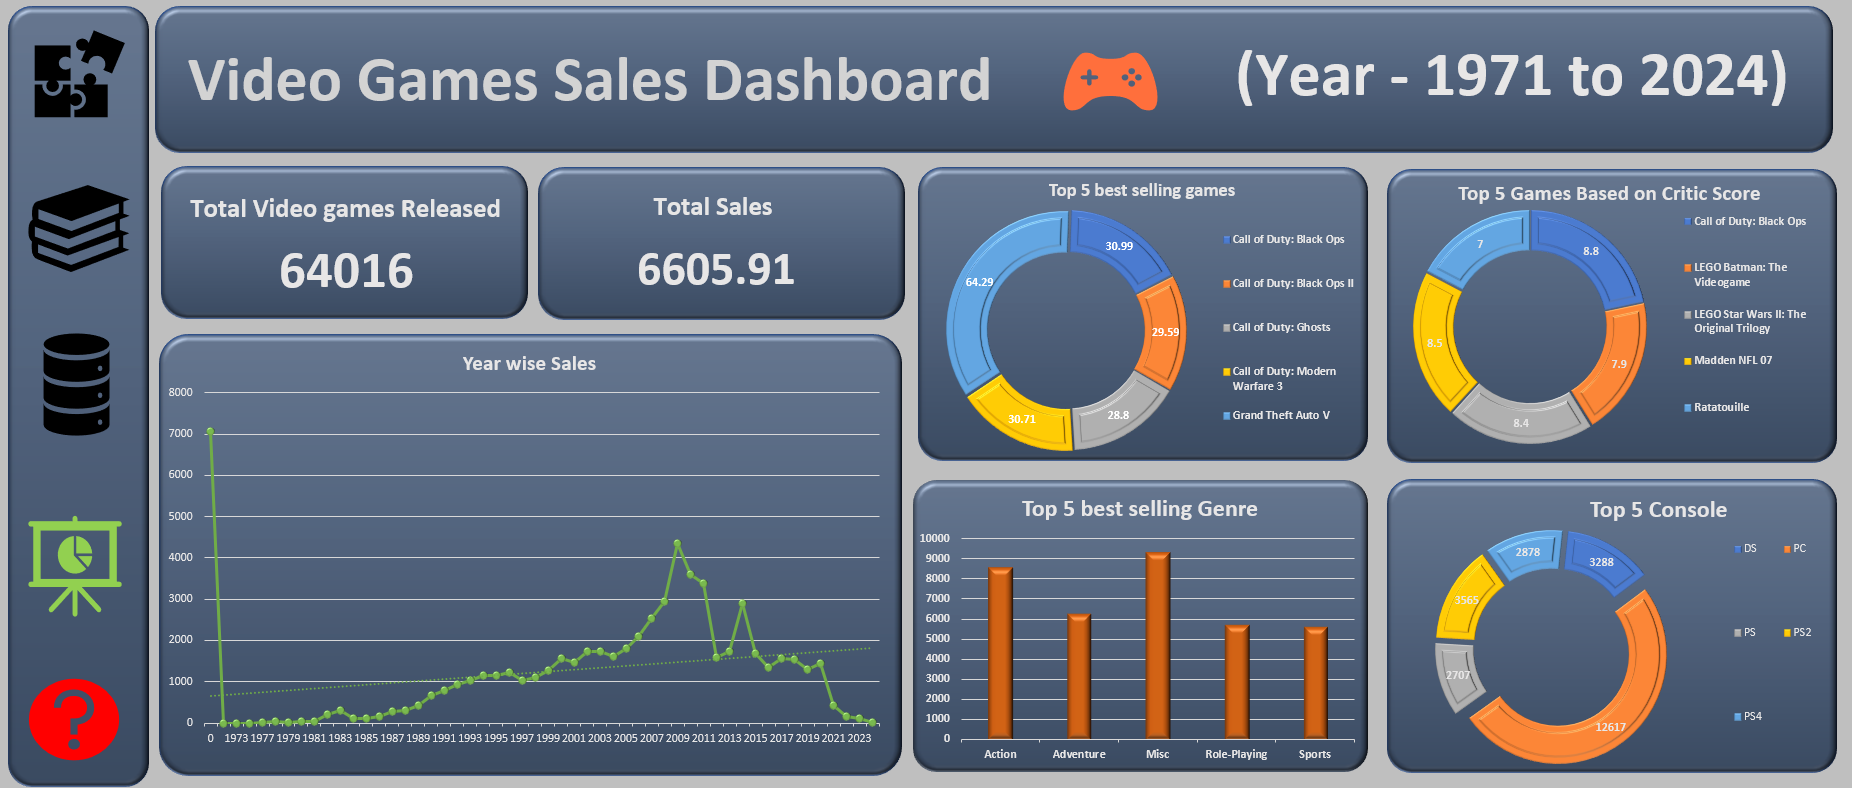 Video Games Sales Dashboard
(Year - 1971 to 2024)
Total Video games Released
64016
Total Sales
6605.91
Top 5 best selling games
30.99
29.59
28.8
30.71
64.29
Call of Duty: Black Ops
Call of Duty: Black Ops II
Call of Duty: Ghosts
Call of Duty: Modern
Warfare 3
Grand Theft Auto V
Top 5 Games Based on Critic Score
8.8
7.9
8.4
8.5
7
Call of Duty: Black Ops
LEGO Batman: The
Videogame
LEGO Star Wars II: The
Original Trilogy
Madden NFL 07
Ratatouille
Year wise Sales
8000
7000
6000
5000
4000
3000
2000
1000
0
0 1973 1977 1979 1981 1983 1985 1987 1989 1991 1993 1995 1997 1999 2001 2003 2005 2007 2009 2011 2013 2015 2017 2019 2021 2023
Top 5 best selling Genre
10000
9000
8000
7000
6000
5000
4000
3000
2000
1000
0
Action Adventure Misc Role-Playing Sports
Top 5 Console
3288
12617
2707
3565
2878
DS PC
PS PS2
PS4